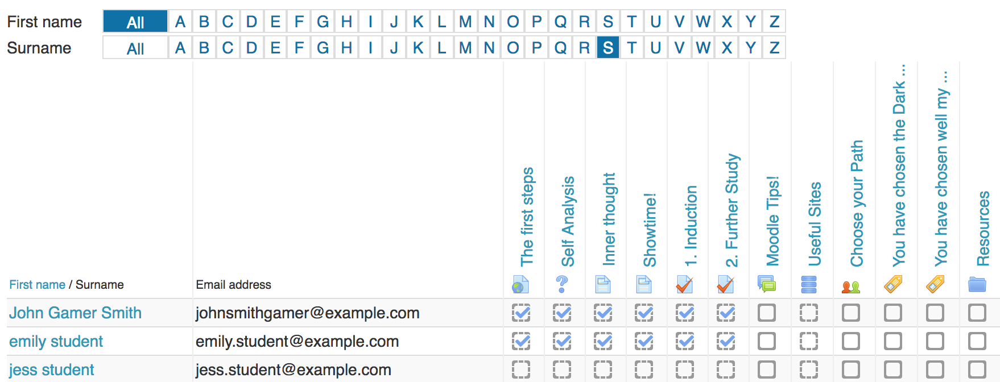 First name All A B C D E F G H I J K L M N O P Q R S T U V W X Y Z
Surname All A B C D E F G H I J K L M N O P Q R S T U V W X Y Z
The first steps
Self Analysis
Inner thought
Showtime!
1. Induction
2. Further Study
Moodle Tips!
Useful Sites
Choose your Path
You have chosen the Dark ...
You have chosen well my ...
Resources
First name / Surname Email address
John Gamer Smith johnsmithgamer@example.com
emily student emily.student@example.com
jess student jess.student@example.com